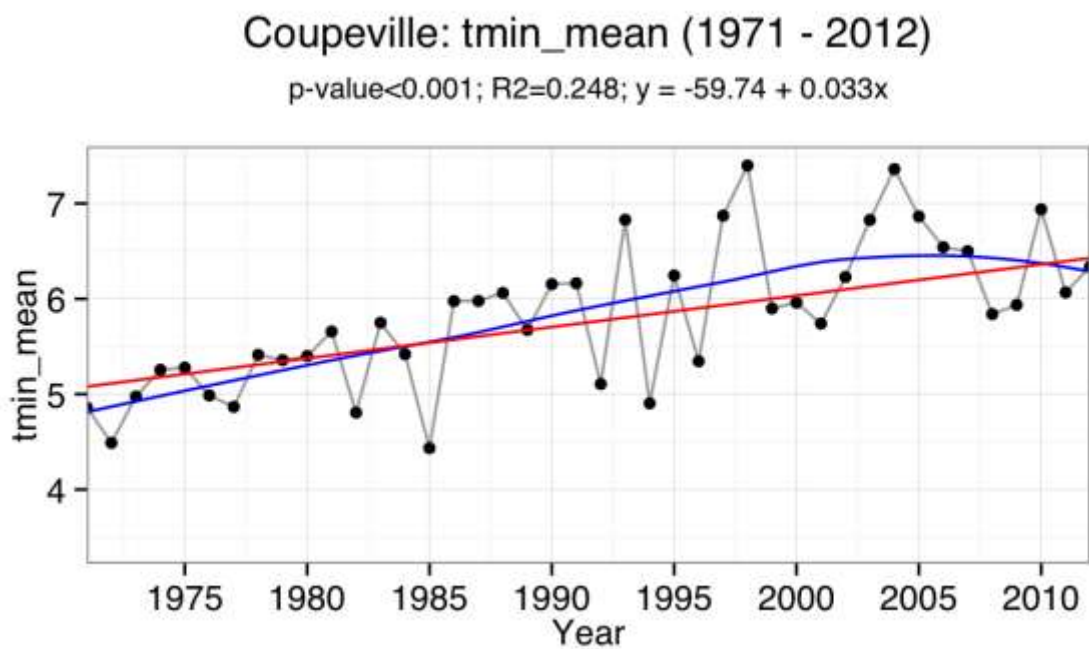 Coupeville: tmin_mean (1971 - 2012)
p-value<0.001; R2=0.248; y = -59.74 + 0.033x
tmin_mean
7
6
5
4
1975 1980 1985 1990 1995 2000 2005 2010
Year